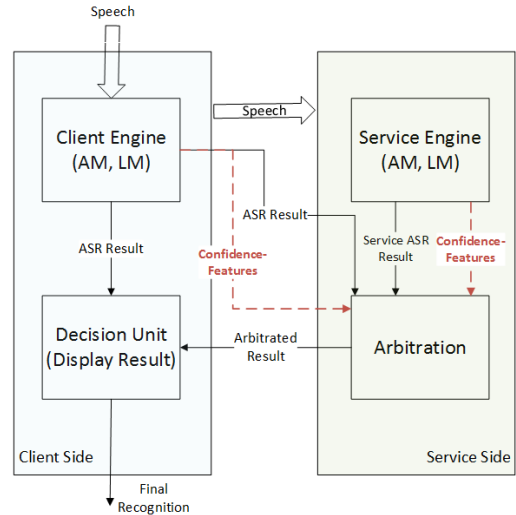 Speech
Client Engine
(AM, LM)
Speech
Service Engine
(AM, LM)
ASR Result
ASR Result
Confidence-
Features
Service ASR
Result
Confidence-
Features
Decision Unit
(Display Result)
Arbitrated
Result
Arbitration
Client Side
Service Side
Final
Recognition